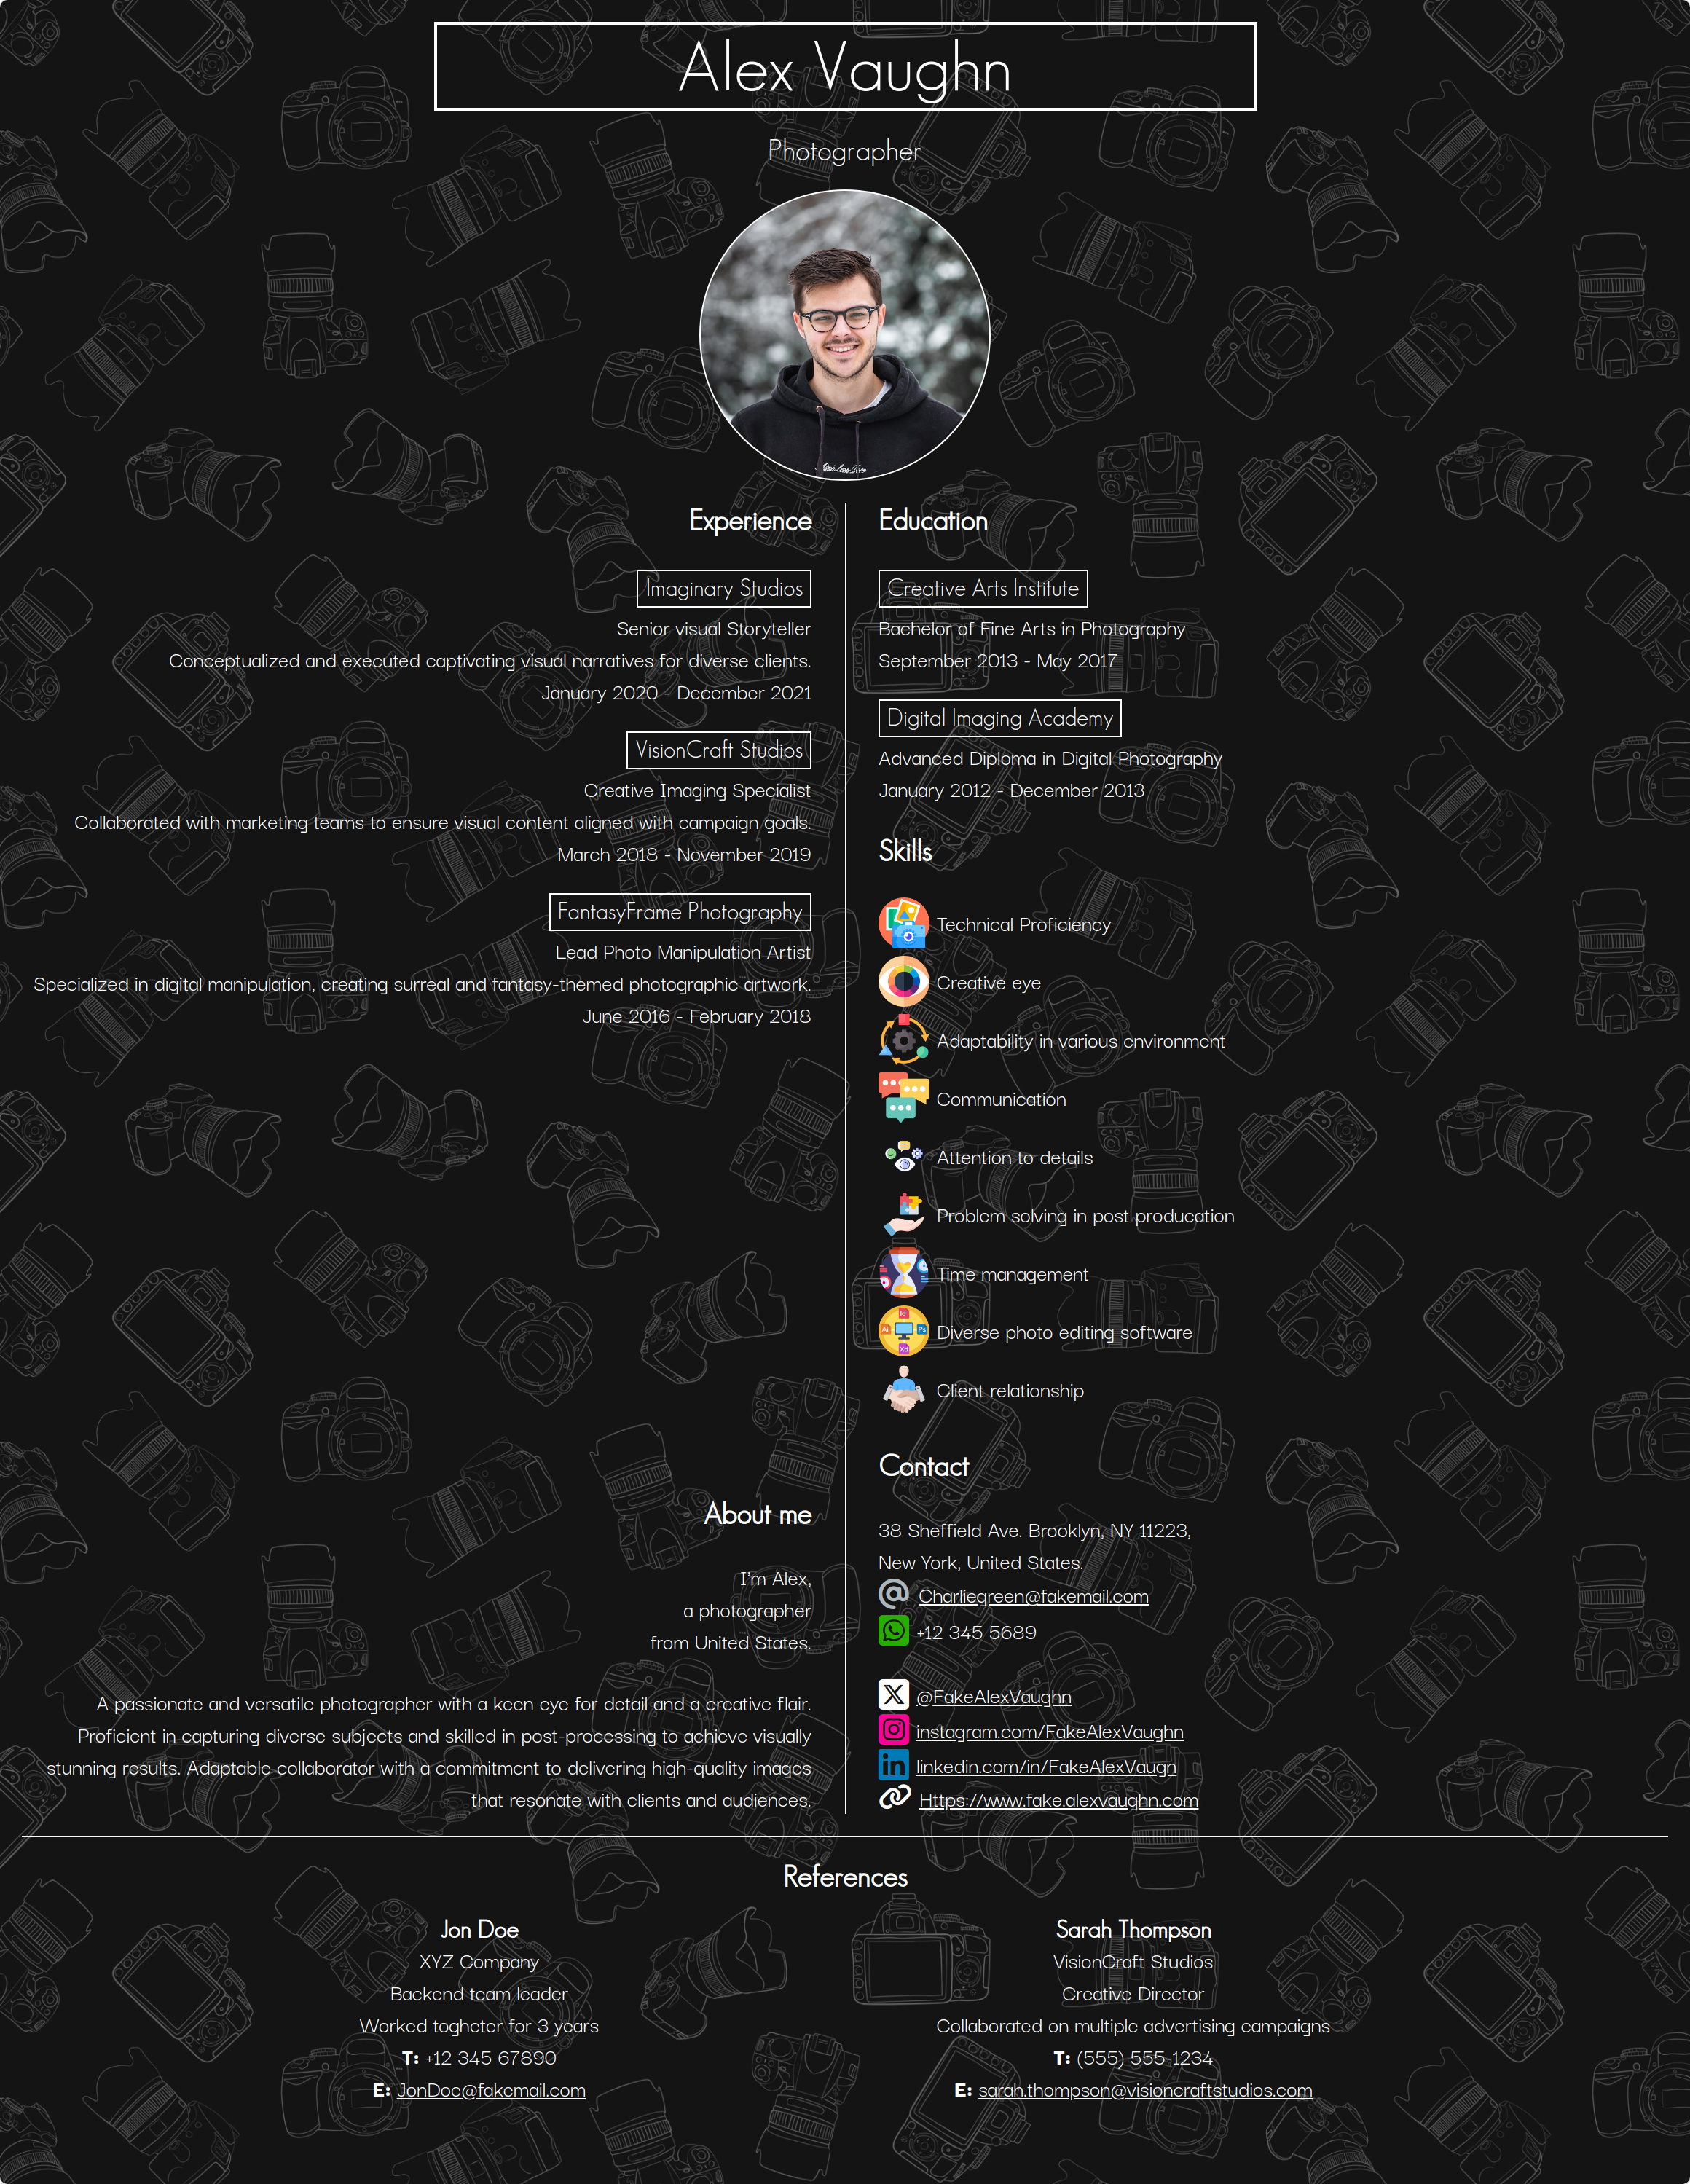 Alex Vaughn
Photographer
Experience
Imaginary Studios
Senior visual Storyteller
Conceptualized and executed captivating visual narratives for diverse clients.
January 2020 - December 2021
VisionCraft Studios
Creative Imaging Specialist
Collaborated with marketing teams to ensure visual content aligned with campaign goals.
March 2018 - November 2019
FantasyFrame Photography
Lead Photo Manipulation Artist
Specialized in digital manipulation, creating surreal and fantasy-themed photographic artwork.
June 2016 - February 2018
About me
I'm Alex,
a photographer
from United States.
A passionate and versatile photographer with a keen eye for detail and a creative flair.
Proficient in capturing diverse subjects and skilled in post-processing to achieve visually
stunning results. Adaptable collaborator with a commitment to delivering high-quality images
that resonate with clients and audiences.
Education
Creative Arts Institute
Bachelor of Fine Arts in Photography
September 2013 - May 2017
Digital Imaging Academy
Advanced Diploma in Digital Photography
January 2012 - December 2013
Skills
Technical Proficiency
Creative eye
Adaptability in various environment
Communication
Attention to details
Problem solving in post producation
Time management
Id
Ai
Ps
Xd
Diverse photo editing software
Client relationship
Contact
38 Sheffield Ave. Brooklyn, NY 11223,
New York, United States.
Charliegreen@fakemail.com
+12 345 5689
@FakeAlexVaughn
instagram.com/FakeAlexVaughn
linkedin.com/in/FakeAlexVaugn
Https://www.fake.alexvaughn.com
References
Jon Doe
XYZ Company
Backend team leader
Worked togheter for 3 years
T: +12 345 67890
E: JonDoe@fakemail.com
Sarah Thompson
VisionCraft Studios
Creative Director
Collaborated on multiple advertising campaigns
T: (555) 555-1234
E: sarah.thompson@visioncraftstudios.com